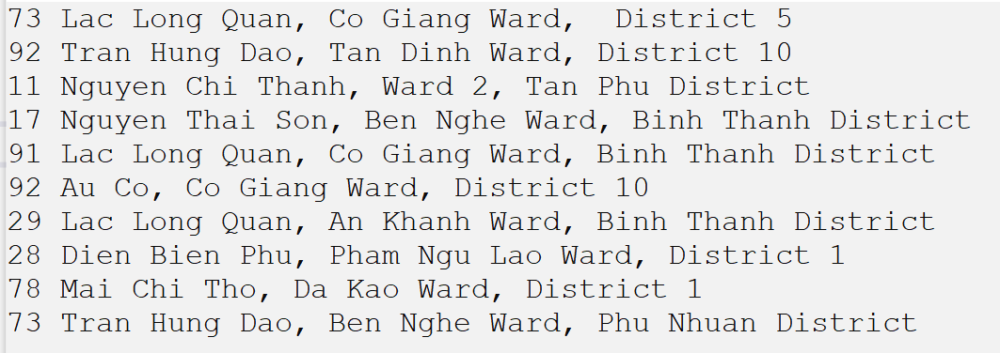 73 Lac Long Quan, Co Giang Ward,  District 5
92 Tran Hung Dao, Tan Dinh Ward, District 10
11 Nguyen Chi Thanh, Ward 2, Tan Phu District
17 Nguyen Thai Son, Ben Nghe Ward, Binh Thanh District
91 Lac Long Quan, Co Giang Ward, Binh Thanh District
92 Au Co, Co Giang Ward, District 10
29 Lac Long Quan, An Khanh Ward, Binh Thanh District
28 Dien Bien Phu, Pham Ngu Lao Ward, District 1
78 Mai Chi Tho, Da Kao Ward, District 1
73 Tran Hung Dao, Ben Nghe Ward, Phu Nhuan District